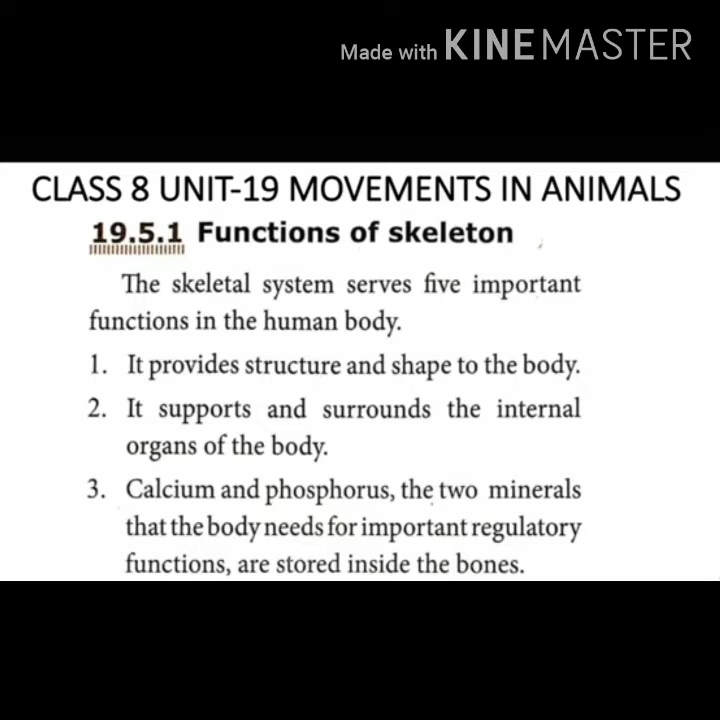 Made with KINEMASTER
CLASS 8 UNIT-19 MOVEMENTS IN ANIMALS
19.5.1 Functions of skeleton
The skeletal system serves five important
functions in the human body.
1. It provides structure and shape to the body.
2. It supports and surrounds the internal
organs of the body.
3. Calcium and phosphorus, the two minerals
that the body needs for important regulatory
functions, are stored inside the bones.